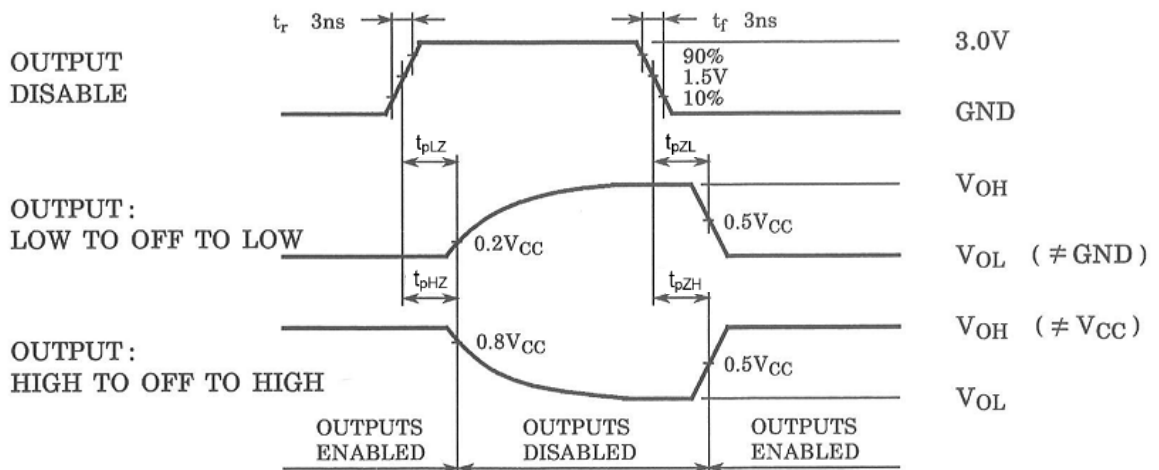 tr 3ns
tf 3ns
OUTPUT
DISABLE
90%
1.5V
10%
3.0V
GND
tpLZ
tpZL
OUTPUT :
LOW TO OFF TO LOW
0.2VCC
0.5VCC
VOH
VOL ( ≠ GND )
tpHZ
tpZH
OUTPUT :
HIGH TO OFF TO HIGH
0.8VCC
0.5VCC
VOH ( ≠ VCC )
VOL
OUTPUTS
ENABLED
OUTPUTS
DISABLED
OUTPUTS
ENABLED